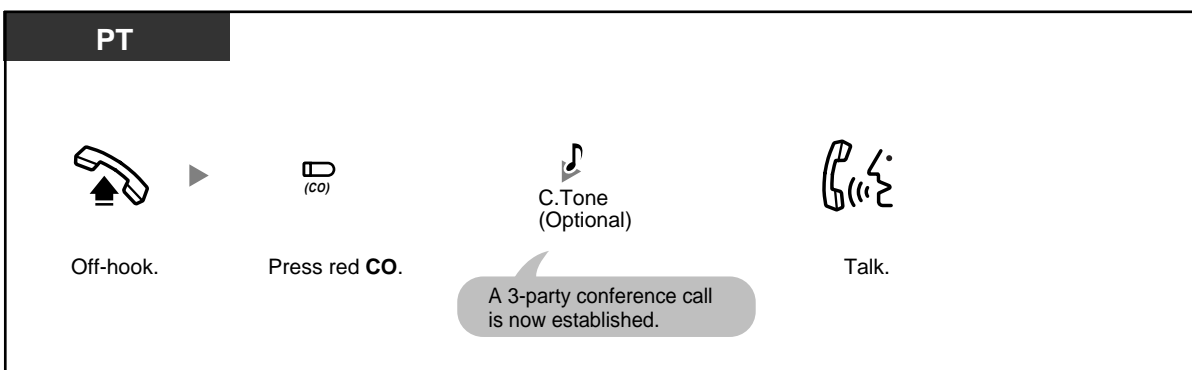 PT
(CO)
C.Tone
(Optional)
Off-hook.
Press red CO.
Talk.
A 3-party conference call
is now established.